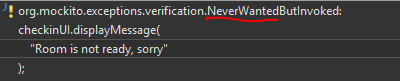 org.mockito.exceptions.verification.NeverWantedButInvoked:
checkinUI.displayMessage(
"Room is not ready, sorry"
);